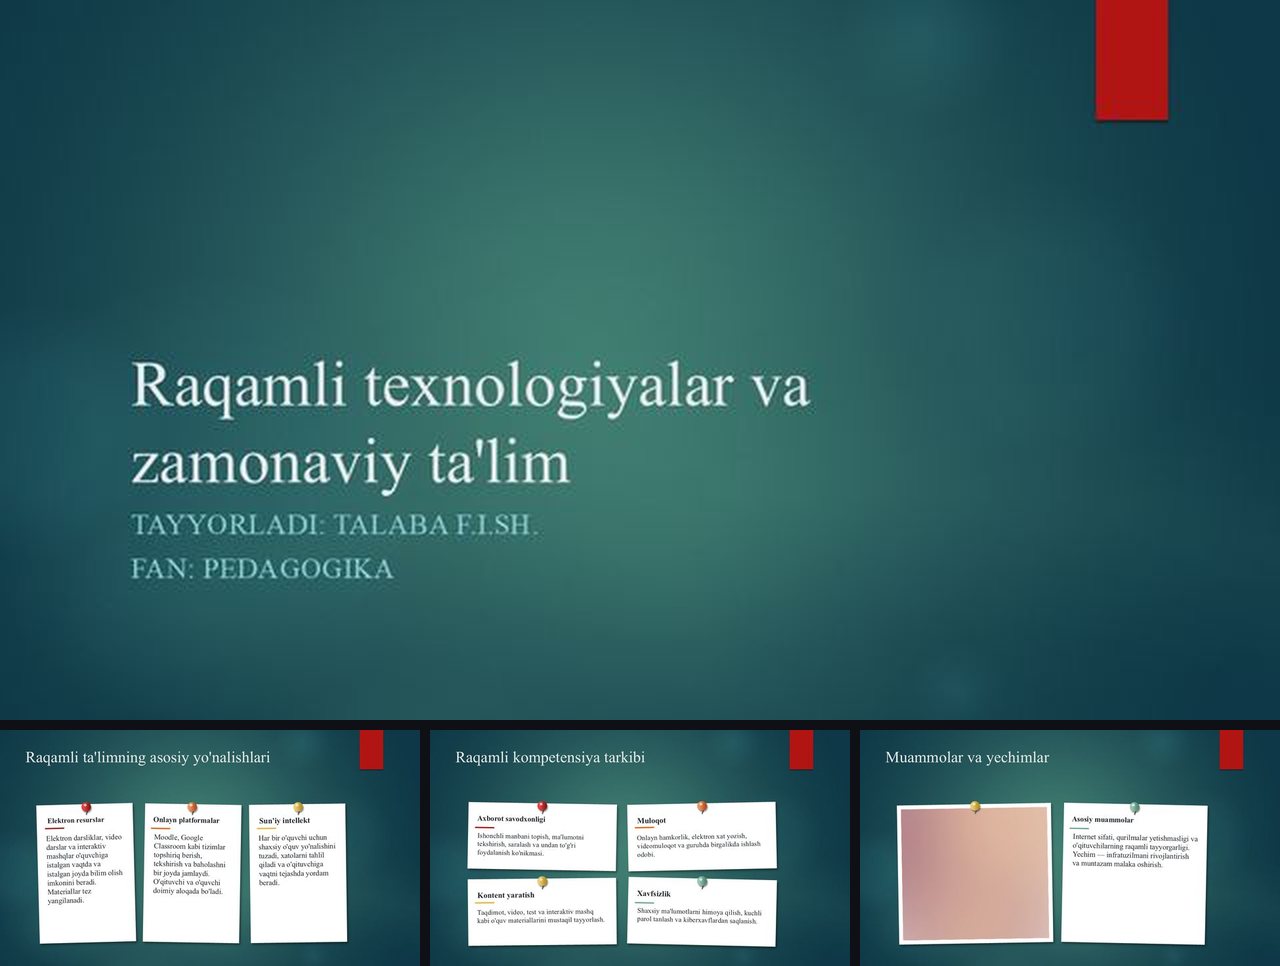 Raqamli texnologiyalar va
zamonaviy ta'lim
TAYYORLADI: TALABA F.I.SH.
FAN: PEDAGOGIKA
Raqamli ta'limning asosiy yo'nalishlari
Elektron resurslar
Elektron darsliklar, video
darslar va interaktiv
mashqlar o'quvchiga
istalgan vaqtda va
istalgan joyda bilim olish
imkonini beradi.
Materiallar tez
yangilanadi.
Onlayn platformalar
Moodle, Google
Classroom kabi tizimlar
topshiriq berish,
tekshirish va baholashni
bir joyda jamlaydi.
O'qituvchi va o'quvchi
doimiy aloqada bo'ladi.
Sun'iy intellekt
Har bir o'quvchi uchun
shaxsiy o'quv yo'nalishini
tuzadi, xatolarni tahlil
qiladi va o'qituvchiga
vaqtni tejashda yordam
beradi.
Raqamli kompetensiya tarkibi
Axborot savodxonligi
Ishonchli manbani topish, ma'lumotni
tekshirish, saralash va undan to'g'ri
foydalanish ko'nikmasi.
Muloqot
Onlayn hamkorlik, elektron xat yozish,
videomuloqot va guruhda birgalikda ishlash
odobi.
Kontent yaratish
Taqdimot, video, test va interaktiv mashq
kabi o'quv materiallarini mustaqil tayyorlash.
Xavfsizlik
Shaxsiy ma'lumotlarni himoya qilish, kuchli
parol tanlash va kiberxavflardan saqlanish.
Muammolar va yechimlar
Asosiy muammolar
Internet sifati, qurilmalar yetishmasligi va
o'qituvchilarning raqamli tayyorgarligi.
Yechim — infratuzilmani rivojlantirish
va muntazam malaka oshirish.